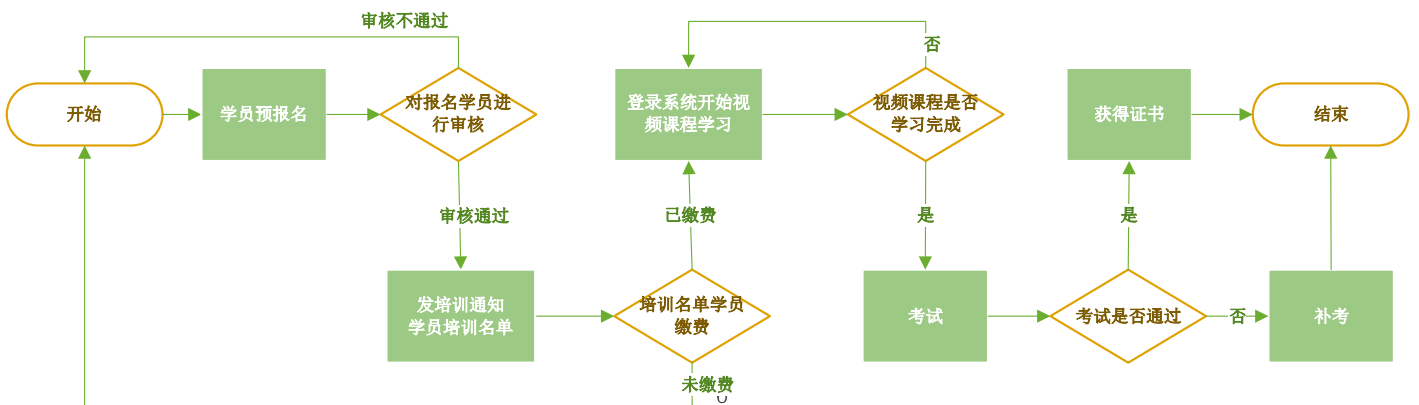 审核不通过
否
开始
学员预报名
对报名学员进
行审核
登录系统开始视
频课程学习
视频课程是否
学习完成
获得证书
结束
审核通过
已缴费
是
是
发培训通知
学员培训名单
培训名单学员
缴费
考试
考试是否通过
否
补考
未缴费